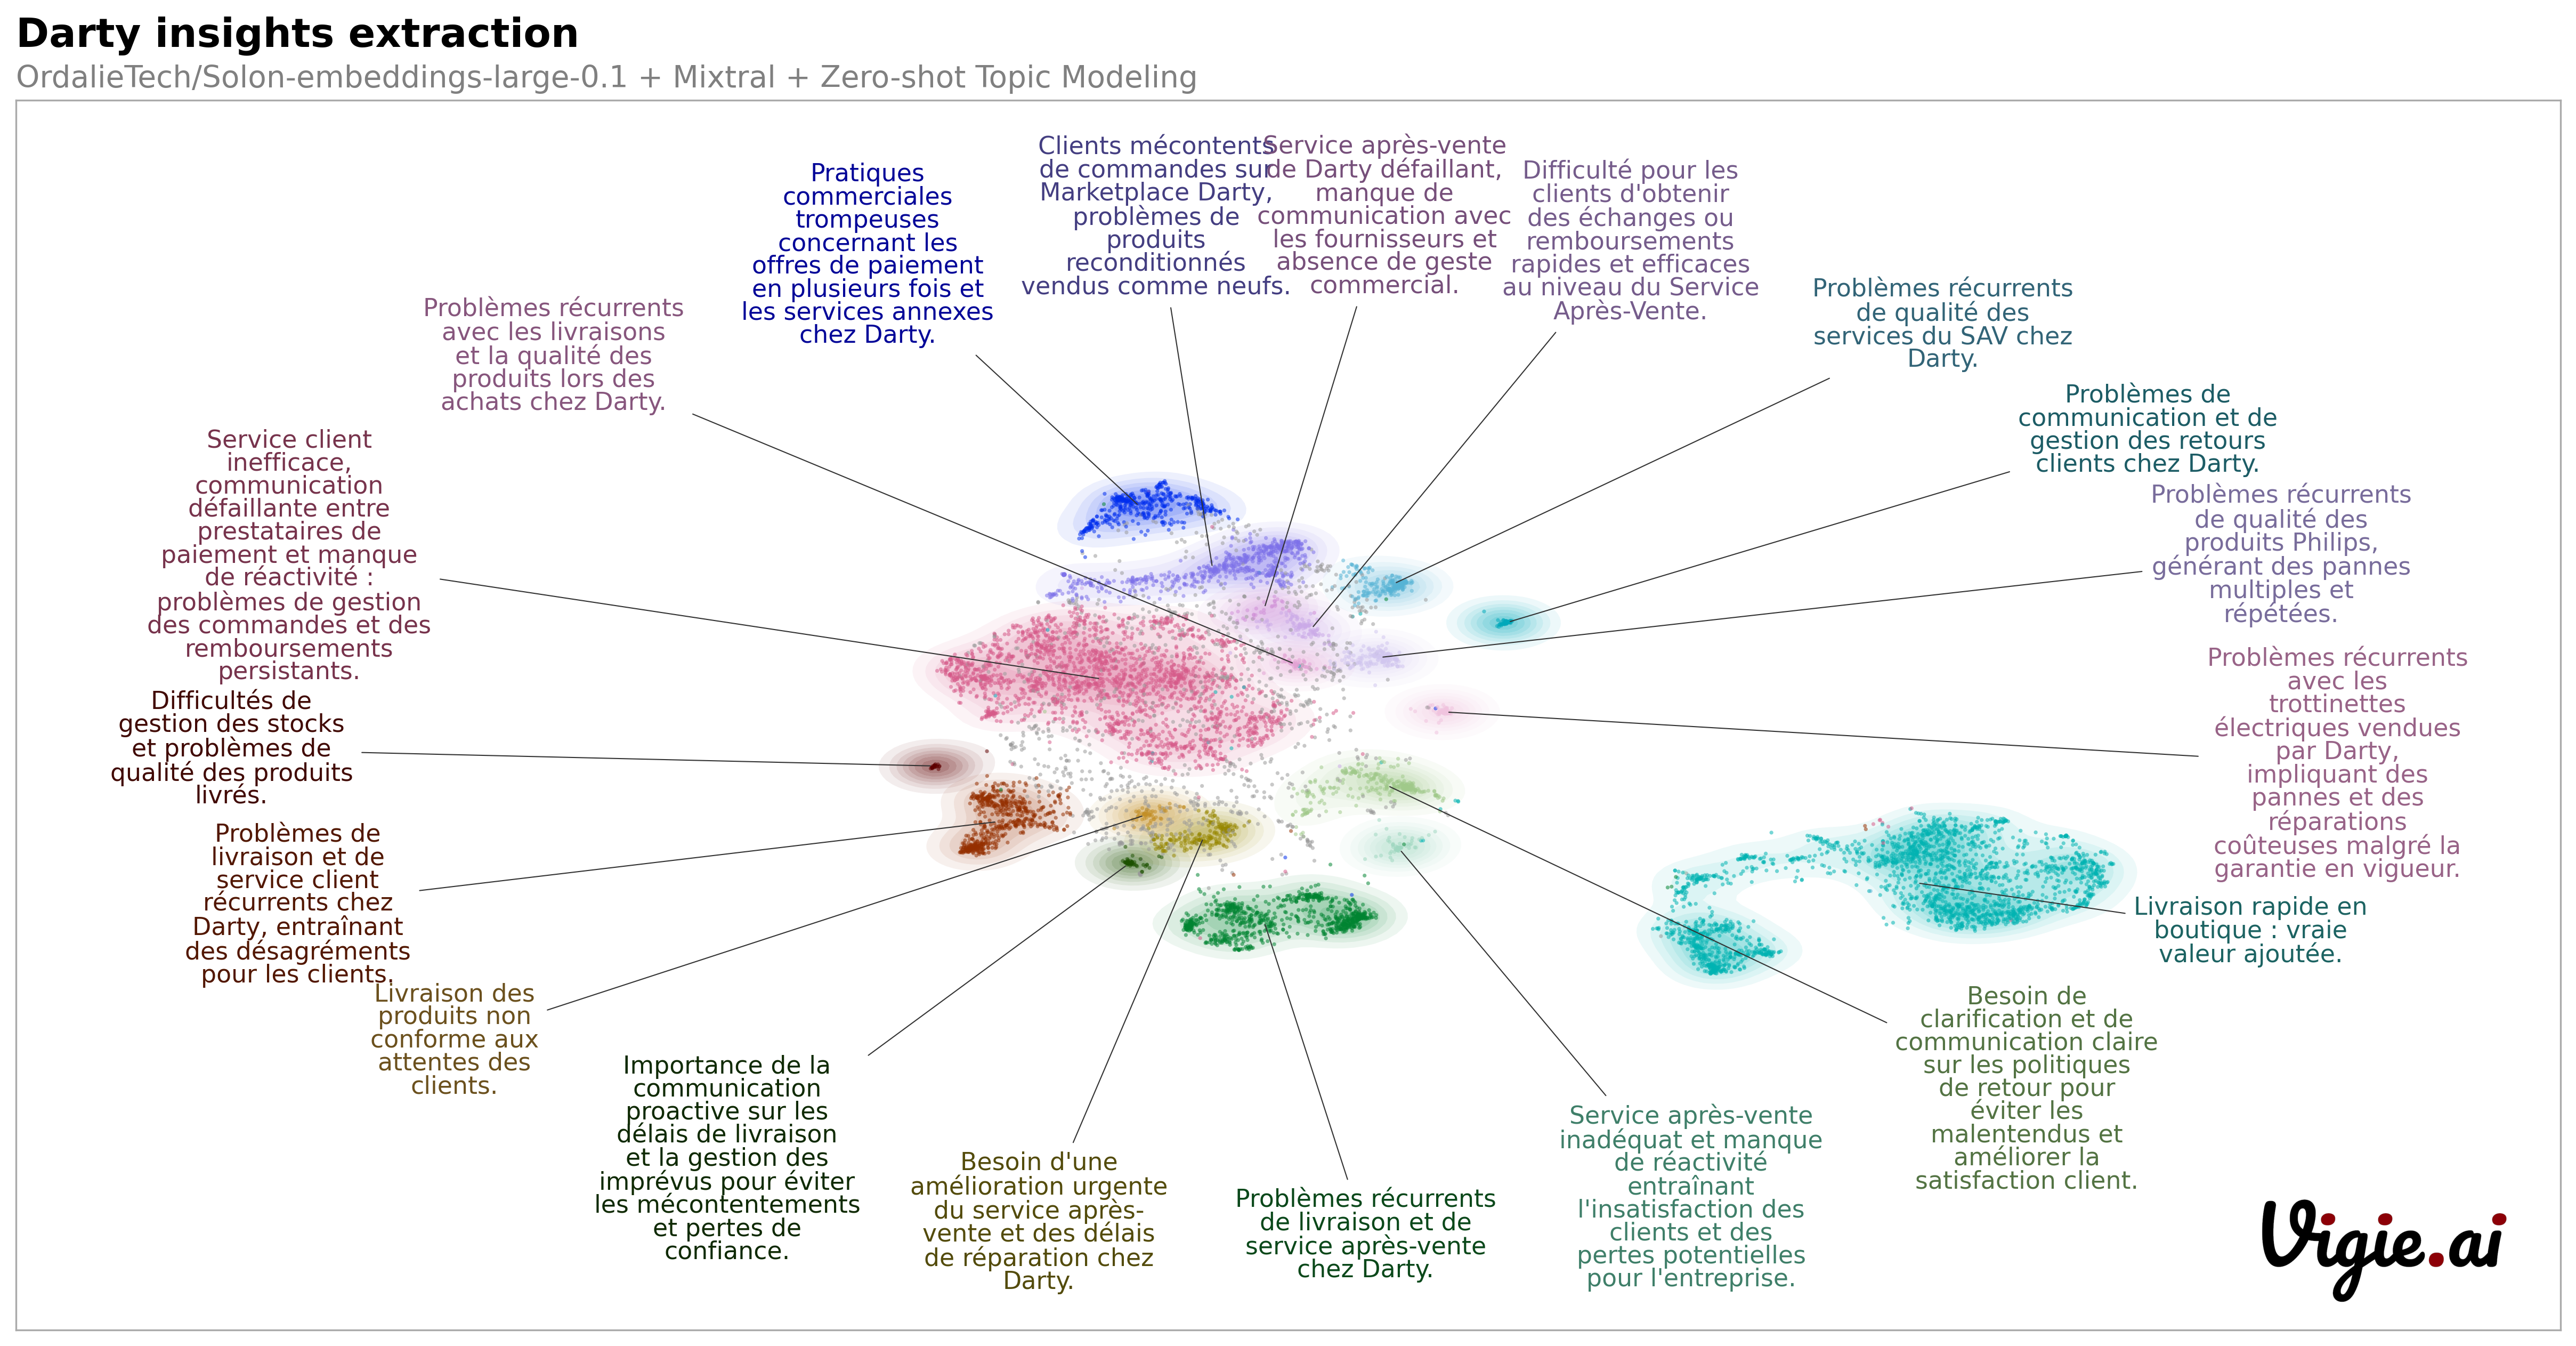 Darty insights extraction
OrdalieTech/Solon-embeddings-large-0.1 + Mixtral + Zero-shot Topic Modeling
Pratiques
commerciales
trompeuses
concernant les
offres de paiement
en plusieurs fois et
les services annexes
chez Darty.
Clients mécontents
de commandes sur
Marketplace Darty,
problèmes de
produits
reconditionnés
vendus comme neufs.
Service après-vente
de Darty défaillant,
manque de
communication avec
les fournisseurs et
absence de geste
commercial.
Difficulté pour les
clients d'obtenir
des échanges ou
remboursements
rapides et efficaces
au niveau du Service
Après-Vente.
Problèmes récurrents
de qualité des
services du SAV chez
Darty.
Problèmes récurrents
avec les livraisons
et la qualité des
produits lors des
achats chez Darty.
Problèmes de
communication et de
gestion des retours
clients chez Darty.
Service client
inefficace,
communication
défaillante entre
prestataires de
paiement et manque
de réactivité :
problèmes de gestion
des commandes et des
remboursements
persistants.
Problèmes récurrents
de qualité des
produits Philips,
générant des pannes
multiples et
répétées.
Problèmes récurrents
avec les
trottinettes
électriques vendues
par Darty,
impliquant des
pannes et des
réparations
coûteuses malgré la
garantie en vigueur.
Difficultés de
gestion des stocks
et problèmes de
qualité des produits
livrés.
Problèmes de
livraison et de
service client
récurrents chez
Darty, entraînant
des désagréments
pour les clients.
Livraison rapide en
boutique : vraie
valeur ajoutée.
Livraison des
produits non
conforme aux
attentes des
clients.
Besoin de
clarification et de
communication claire
sur les politiques
de retour pour
éviter les
malentendus et
améliorer la
satisfaction client.
Importance de la
communication
proactive sur les
délais de livraison
et la gestion des
imprévus pour éviter
les mécontentements
et pertes de
confiance.
Besoin d'une
amélioration urgente
du service après-
vente et des délais
de réparation chez
Darty.
Problèmes récurrents
de livraison et de
service après-vente
chez Darty.
Service après-vente
inadéquat et manque
de réactivité
entraînant
l'insatisfaction des
clients et des
pertes potentielles
pour l'entreprise.
Vigie.ai